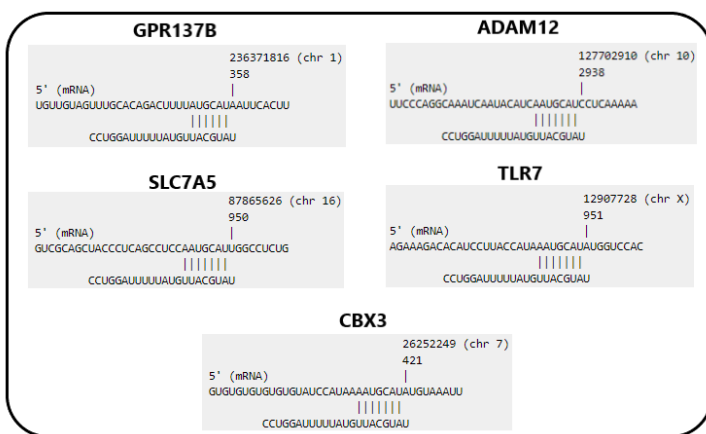 GPR137B
236371816 (chr 1)
358
5' (mRNA) |
UGUUGUAGUUUGCACAGACUUUUAUGCAUAAUUCACUU
||||||
CCUGGAUUUUUAUGUUACGUAU
ADAM12
127702910 (chr 10)
2938
5' (mRNA) |
UUCCCAGGCAAAUCAAUACAUCAAUGCAUCCUCAAAAA
|||||||
CCUGGAUUUUUAUGUUACGUAU
SLC7A5
87865626 (chr 16)
950
5' (mRNA) |
GUCGCAGCUACCCUCAGCCUCCAAUGCAUUGGCCUCUG
|||||||
CCUGGAUUUUUAUGUUACGUAU
TLR7
12907728 (chr X)
951
5' (mRNA) |
AGAAAGACACAUCCUUACCAUAAAUGCAUAUGGUCCAC
|||||||
CCUGGAUUUUUAUGUUACGUAU
CBX3
26252249 (chr 7)
421
5' (mRNA) |
GUGUGUGUGUGUGUAUCCAUAAAAUGCAUAUGUAAAUU
|||||||
CCUGGAUUUUUAUGUUACGUAU